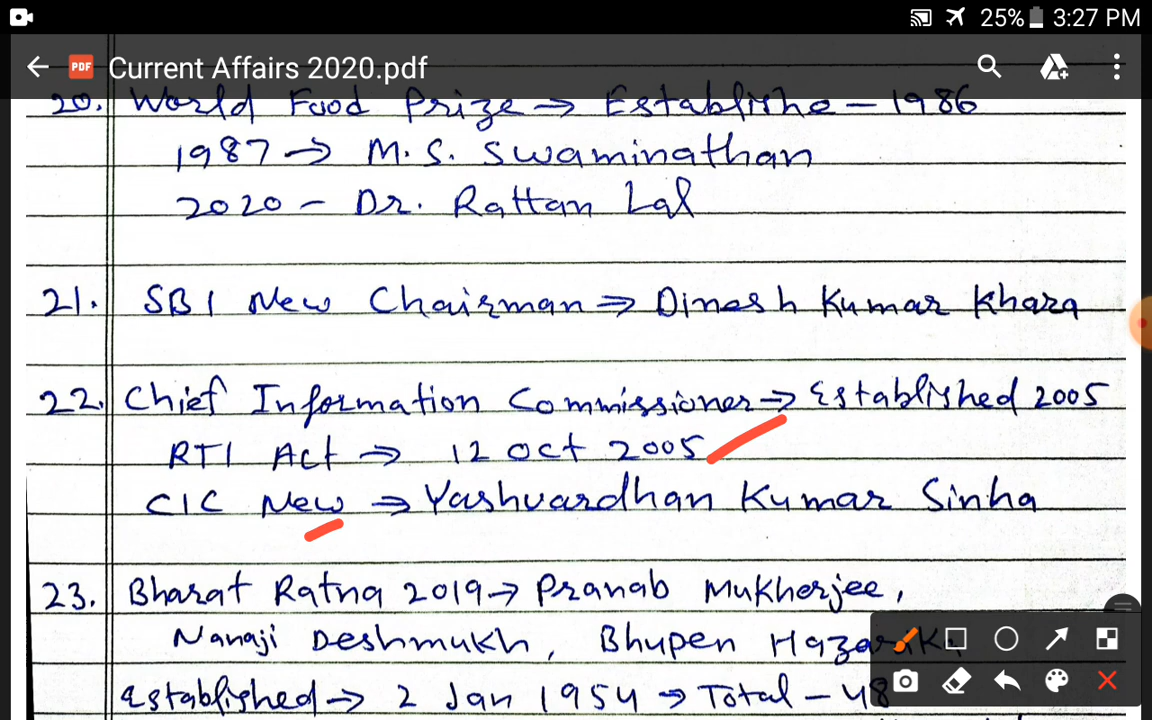 25% 3:27 PM
PDF Current Affairs 2020.pdf
20. World Food Prize → Establishe - 1986
1987 → M. S. Swaminathan
2020 - Dr. Rattan Lal
21. SBI New Chairman ⇒ Dinesh Kumar Khara
22. Chief Information Commissioner → Established 2005
RTI Act ⇒ 12 Oct 2005
CIC New ⇒ Yashvardhan Kumar Sinha
23. Bharat Ratna 2019 → Pranab Mukherjee,
Nanaji Deshmukh, Bhupen Hazarika
Established → 2 Jan 1954 → Total - 48